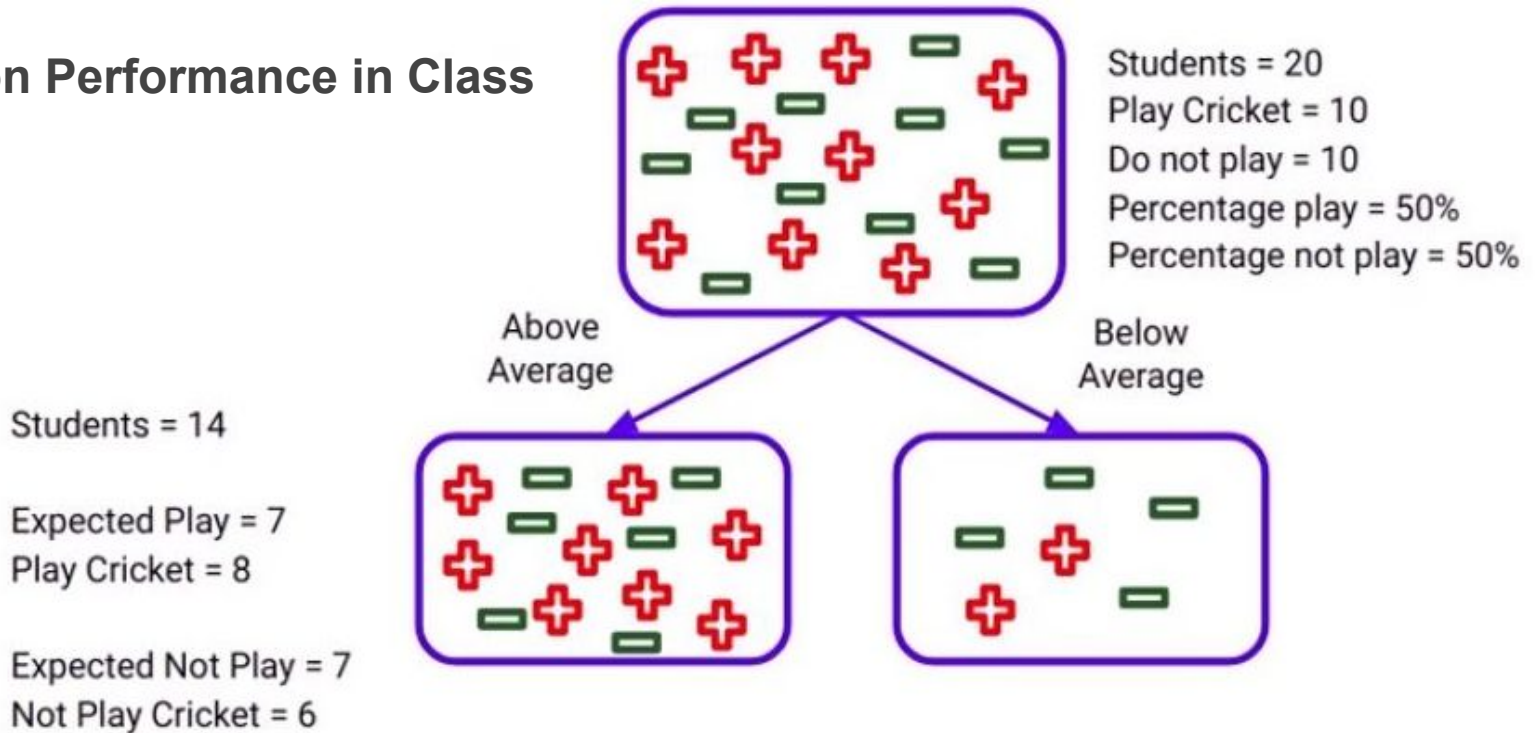 Performance in Class
Students = 20
Play Cricket = 10
Do not play = 10
Percentage play = 50%
Percentage not play = 50%
Above
Average
Below
Average
Students = 14
Expected Play = 7
Play Cricket = 8
Expected Not Play = 7
Not Play Cricket = 6